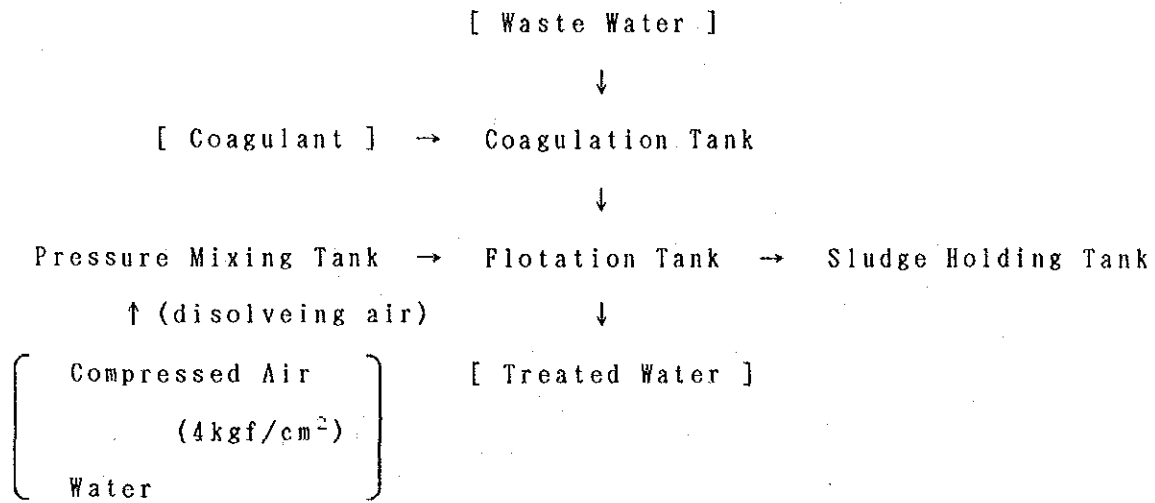 [ Waste Water ]
↓
[ Coagulant ] → Coagulation Tank
↓
Pressure Mixing Tank → Flotation Tank → Sludge Holding Tank
↑ (disolveing air) ↓
Compressed Air [ Treated Water ]
(4kgf/cm²)
Water